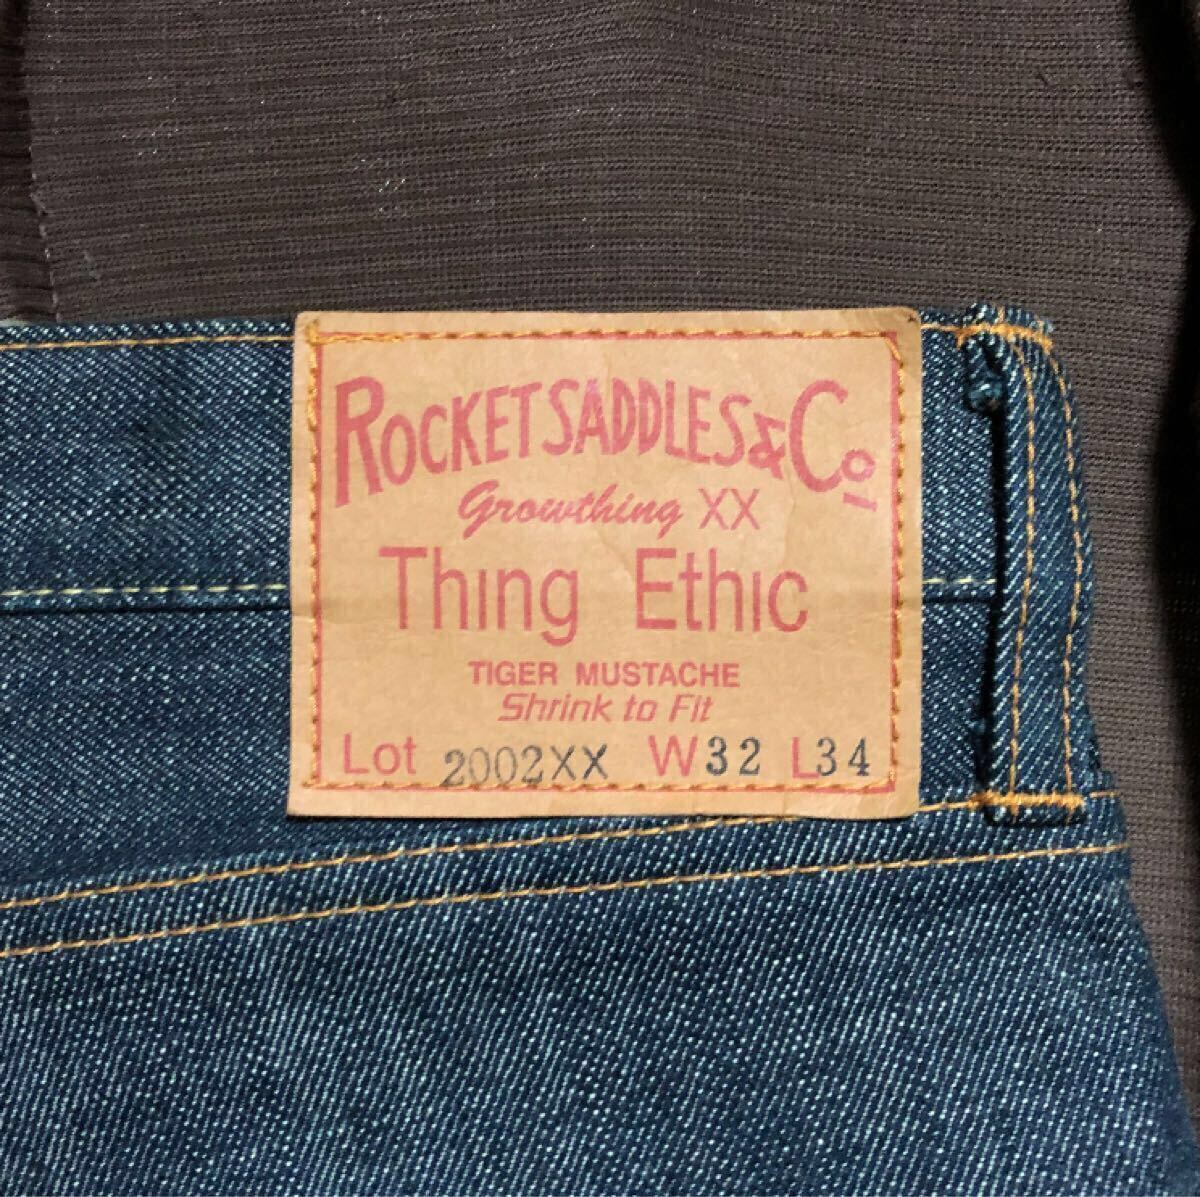 ROCKET SADDLES & Co.
Growthing XX
Thing Ethic
TIGER MUSTACHE
Shrink to Fit
Lot 2002XX W32 L34